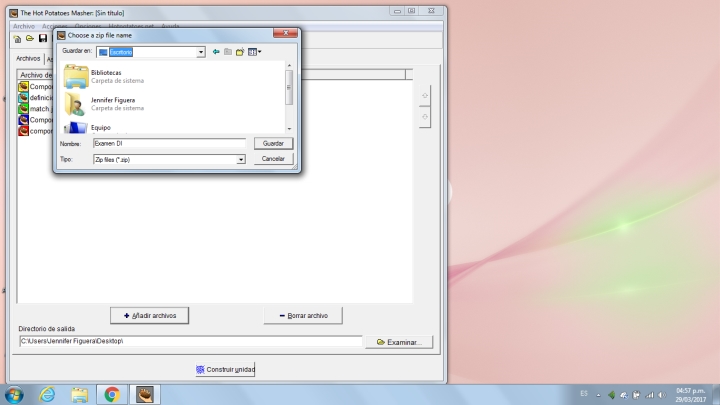 The Hot Potatoes Masher: [Sin título]
Archivo Acciones Opciones Hotpotatoes.net Ayuda
Choose a zip file name
Guardar en: Escritorio
Archivos
Archivo de
Bibliotecas
Carpeta de sistema
Jennifer Figuera
Carpeta de sistema
Equipo
Compo
definici
match.j
Compo
compor
Nombre: Examen DI Guardar
Tipo: Zip files (*.zip) Cancelar
Añadir archivos
Borrar archivo
Directorio de salida
C:\Users\Jennifer Figuera\Desktop\ Examinar...
Construir unidad
ES
04:57 p.m.
29/03/2017